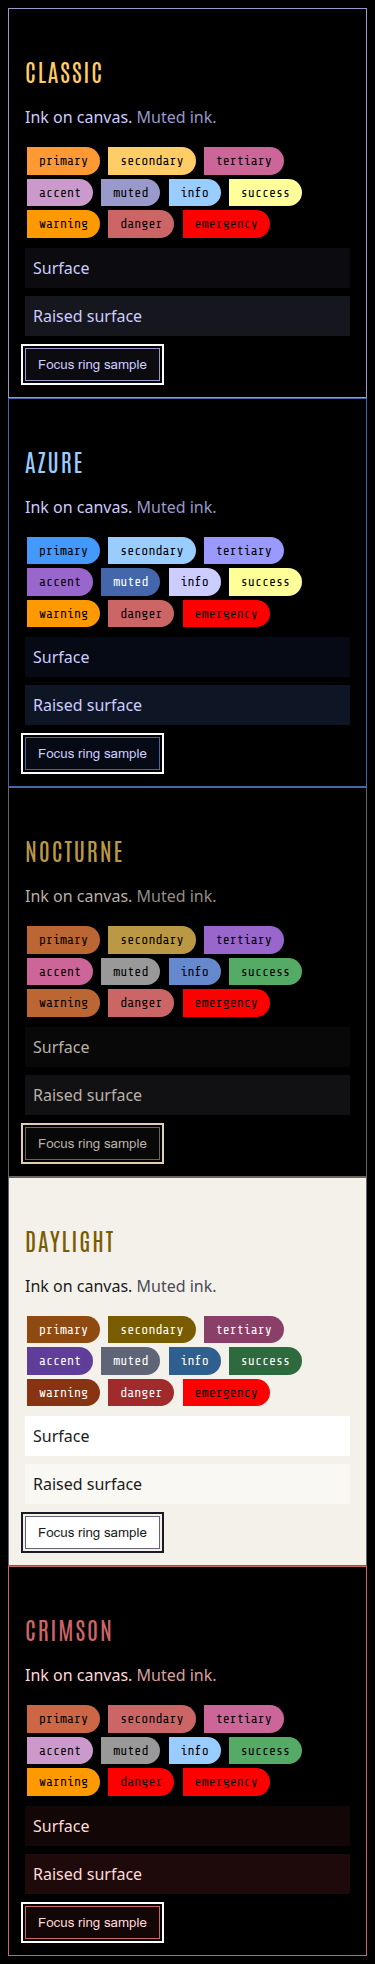 CLASSIC
Ink on canvas. Muted ink.
primary secondary tertiary
accent muted info success
warning danger emergency
Surface
Raised surface
Focus ring sample
AZURE
Ink on canvas. Muted ink.
primary secondary tertiary
accent muted info success
warning danger emergency
Surface
Raised surface
Focus ring sample
NOCTURNE
Ink on canvas. Muted ink.
primary secondary tertiary
accent muted info success
warning danger emergency
Surface
Raised surface
Focus ring sample
DAYLIGHT
Ink on canvas. Muted ink.
primary secondary tertiary
accent muted info success
warning danger emergency
Surface
Raised surface
Focus ring sample
CRIMSON
Ink on canvas. Muted ink.
primary secondary tertiary
accent muted info success
warning danger emergency
Surface
Raised surface
Focus ring sample